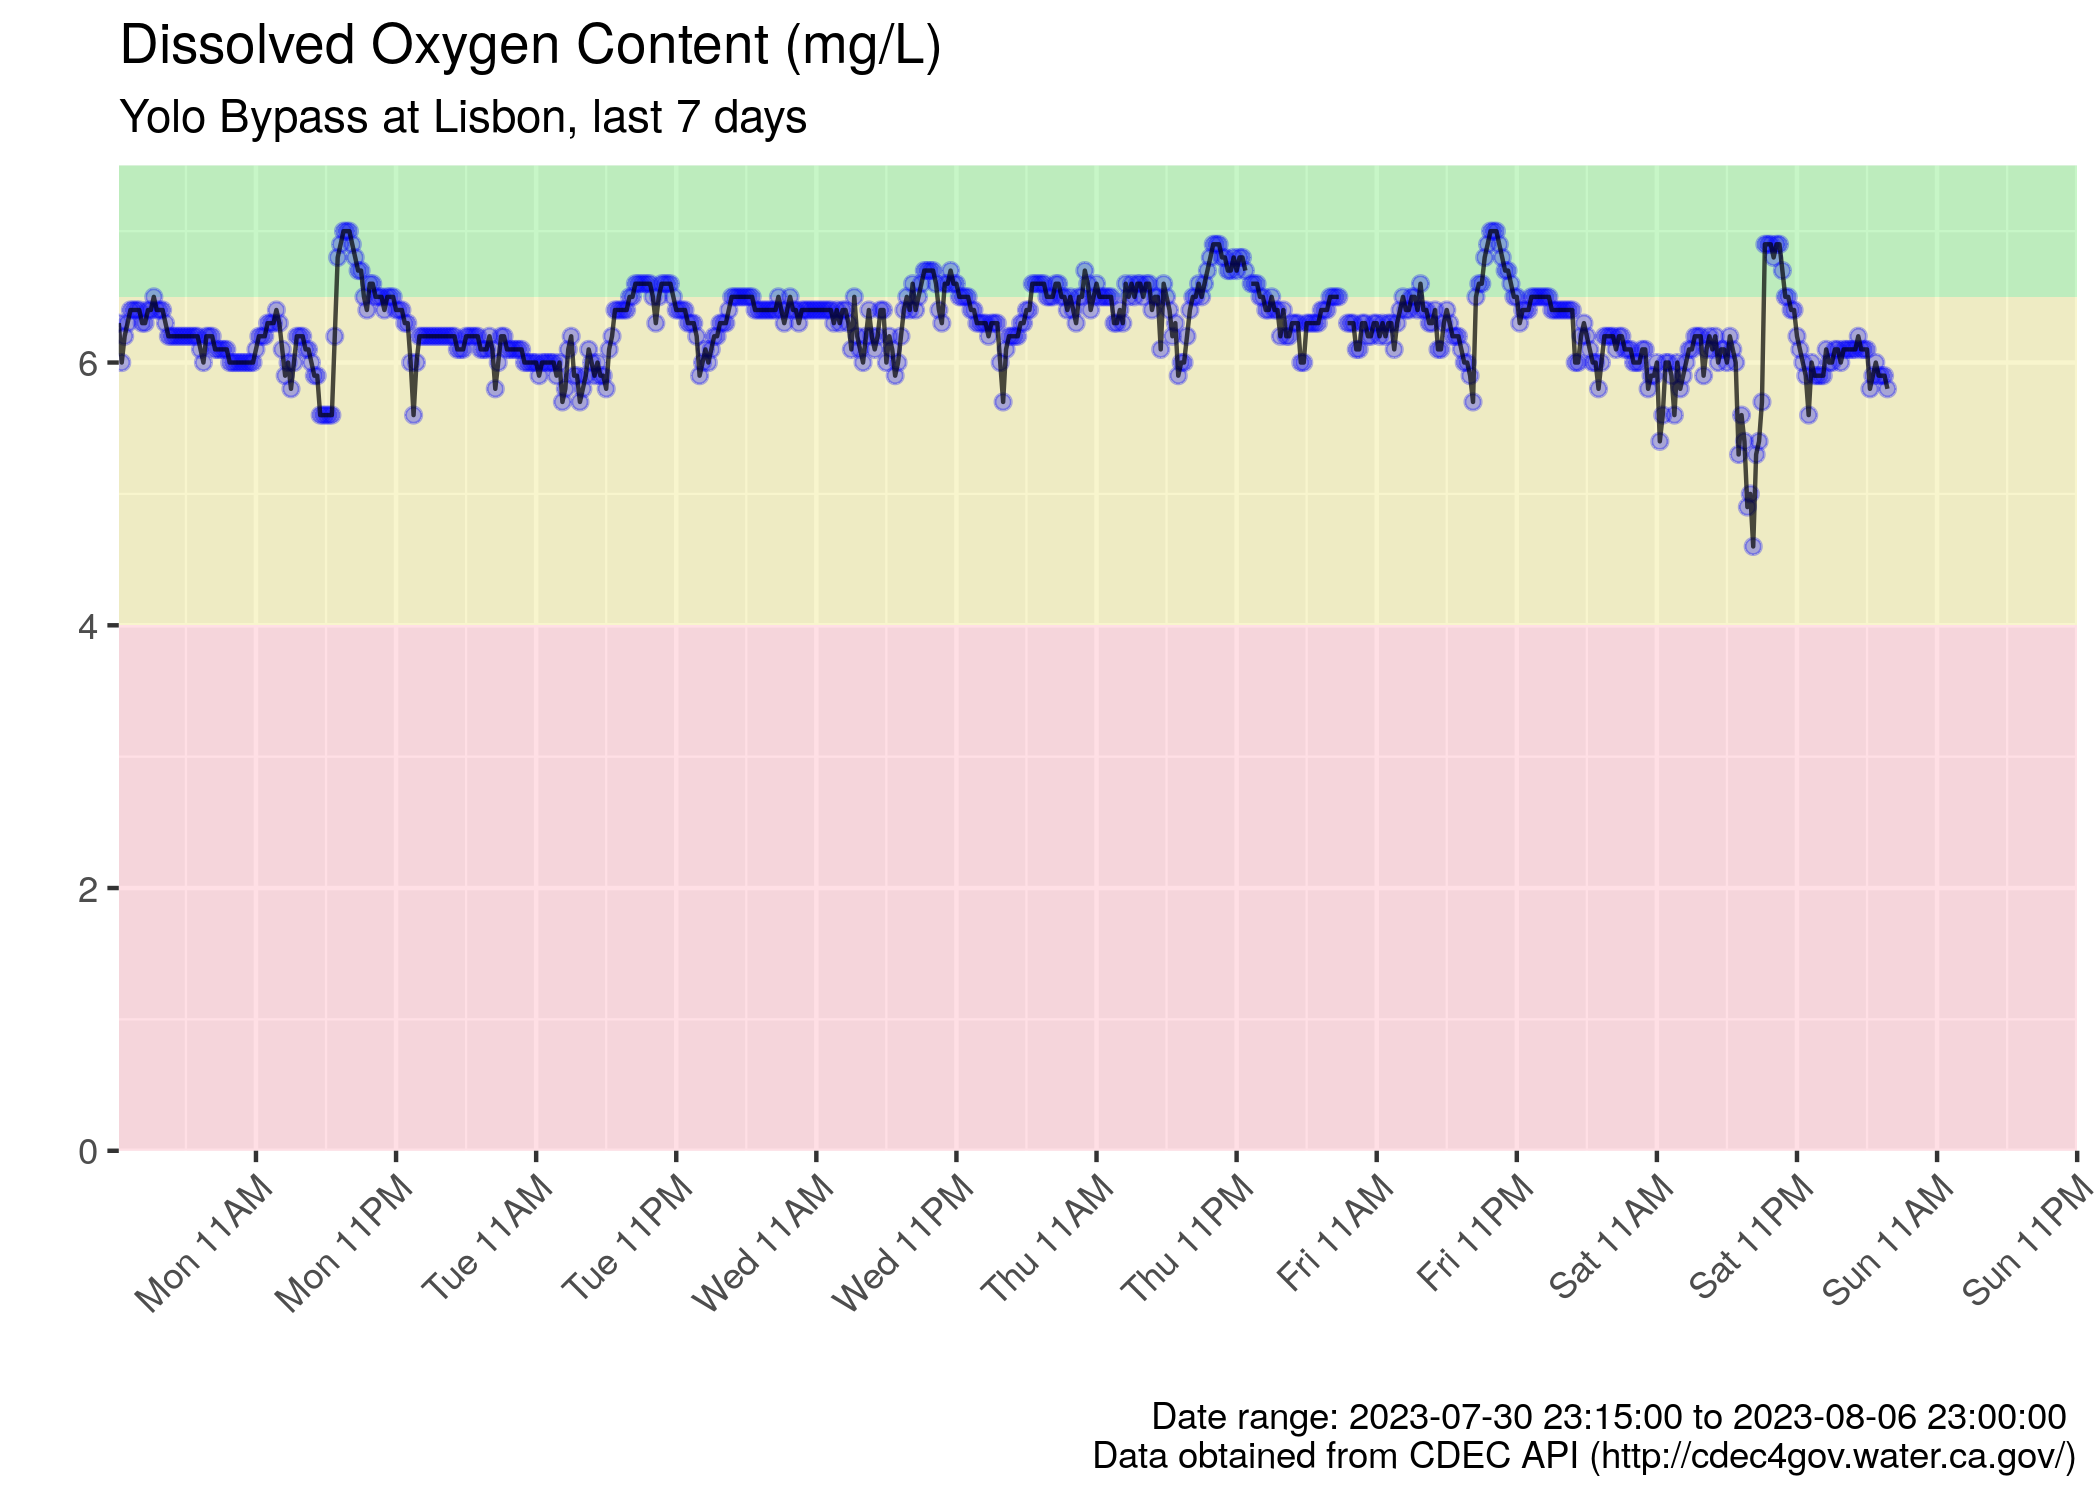 Dissolved Oxygen Content (mg/L)
Yolo Bypass at Lisbon, last 7 days
6
4
2
0
Mon 11AM
Mon 11PM
Tue 11AM
Tue 11PM
Wed 11AM
Wed 11PM
Thu 11AM
Thu 11PM
Fri 11AM
Fri 11PM
Sat 11AM
Sat 11PM
Sun 11AM
Sun 11PM
Date range: 2023-07-30 23:15:00 to 2023-08-06 23:00:00
Data obtained from CDEC API (http://cdec4gov.water.ca.gov/)